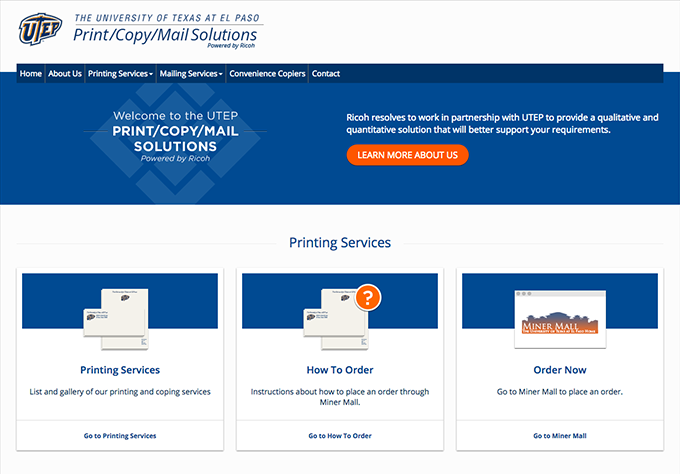 UTEP
THE UNIVERSITY OF TEXAS AT EL PASO
Print/Copy/Mail Solutions
Powered by Ricoh
Home About Us Printing Services Mailing Services Convenience Copiers Contact
Welcome to the UTEP
PRINT/COPY/MAIL
SOLUTIONS
Powered by Ricoh
Ricoh resolves to work in partnership with UTEP to provide a qualitative and
quantitative solution that will better support your requirements.
LEARN MORE ABOUT US
Printing Services
Printing Services
List and gallery of our printing and coping services
Go to Printing Services
?
How To Order
Instructions about how to place an order through
Miner Mall.
Go to How To Order
MINER MALL
THE UNIVERSITY OF TEXAS AT EL PASO
Order Now
Go to Miner Mall to place an order.
Go to Miner Mall